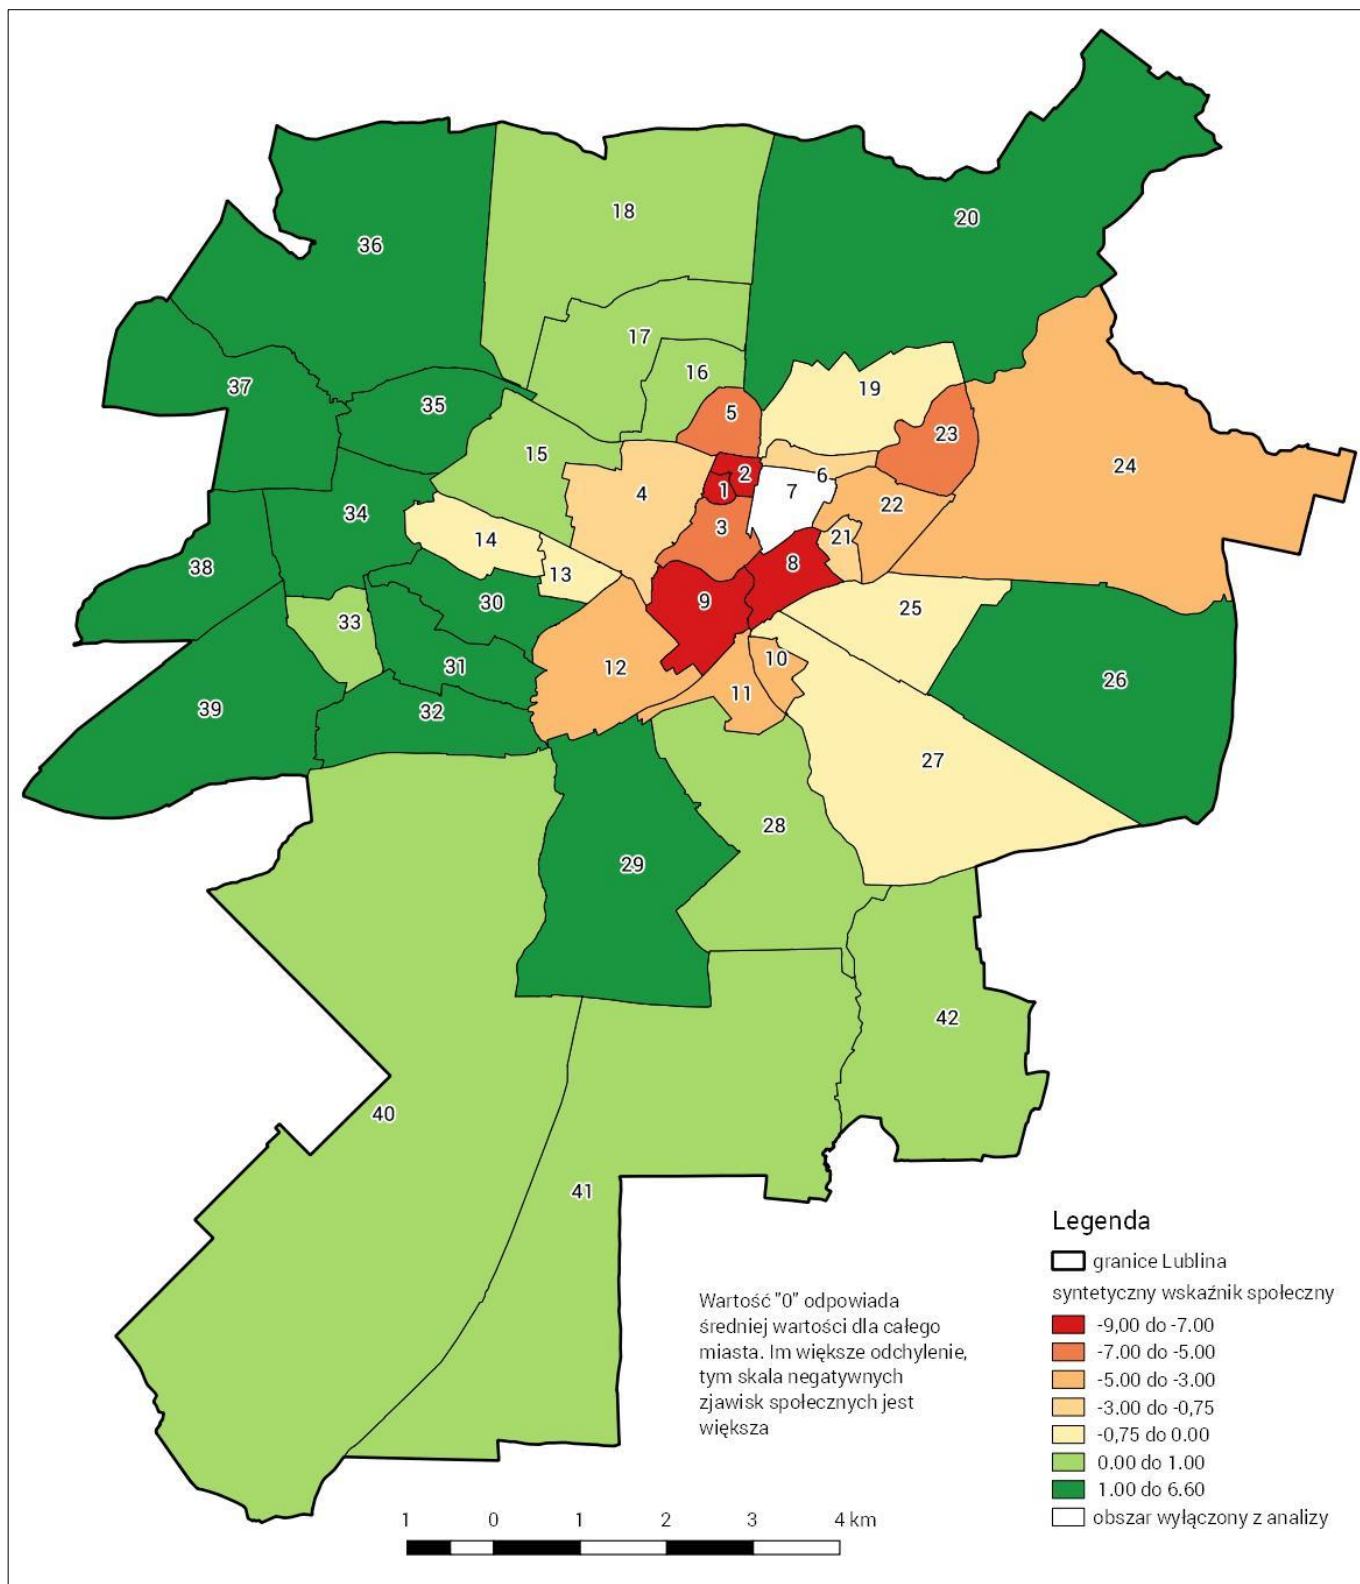 20
18
36
17
16
37
19
35
5
23
15
24
2
6
4
1
7
22
34
3
14
21
8
38
13
30
9
25
33
10
12
31
26
11
39
32
27
28
29
42
40
41
Legenda
granice Lublina
syntetyczny wskaźnik społeczny
-9,00 do -7.00
-7.00 do -5.00
-5.00 do -3.00
-3.00 do -0,75
-0,75 do 0.00
0.00 do 1.00
1.00 do 6.60
obszar wyłączony z analizy
Wartość "0" odpowiada
średniej wartości dla całego
miasta. Im większe odchylenie,
tym skala negatywnych
zjawisk społecznych jest
większa
1 0 1 2 3 4 km